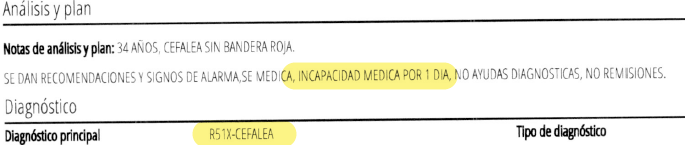 Análisis y plan
Notas de análisis y plan: 34 AÑOS, CEFALEA SIN BANDERA ROJA.
SE DAN RECOMENDACIONES Y SIGNOS DE ALARMA,SE MEDICA, INCAPACIDAD MEDICA POR 1 DIA, NO AYUDAS DIAGNOSTICAS, NO REMISIONES.
Diagnóstico
Diagnóstico principal R51X-CEFALEA Tipo de diagnóstico